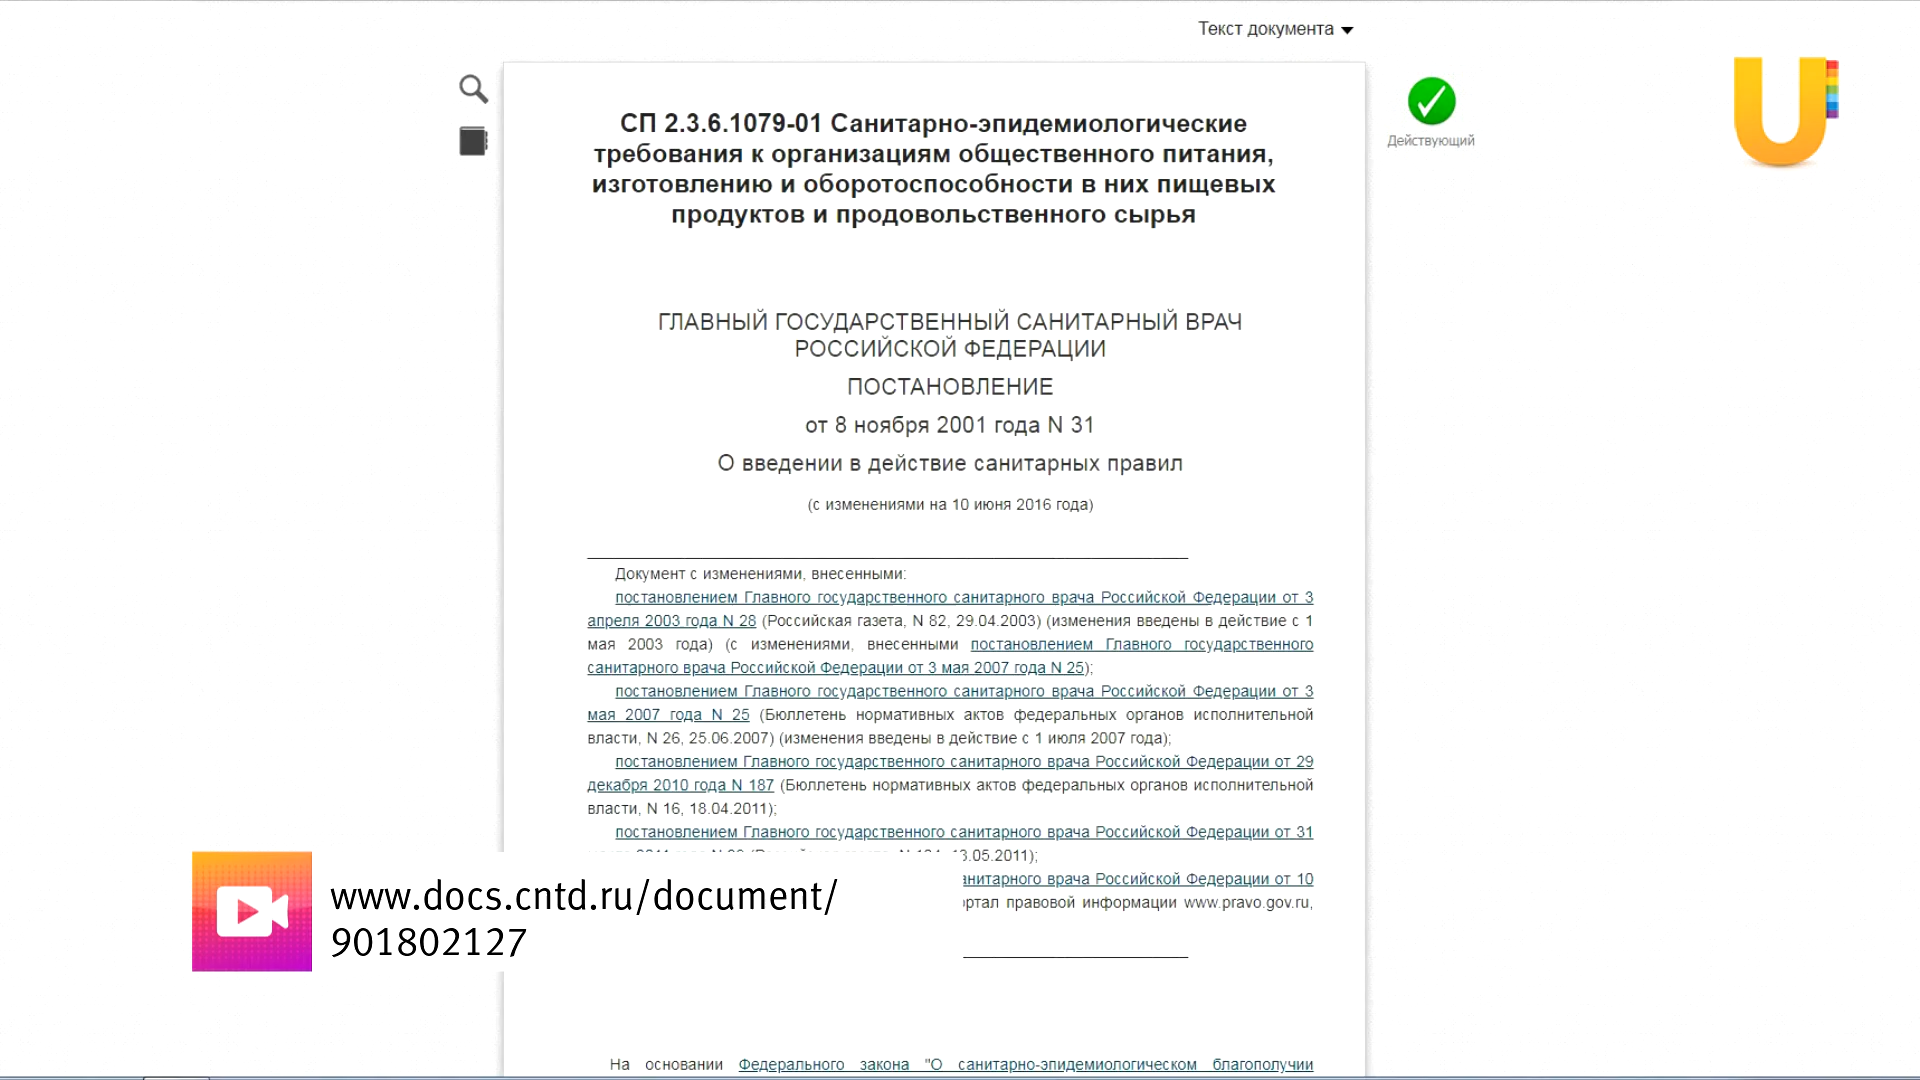 Текст документа
СП 2.3.6.1079-01 Санитарно-эпидемиологические
требования к организациям общественного питания,
изготовлению и оборотоспособности в них пищевых
продуктов и продовольственного сырья
Действующий
U
ГЛАВНЫЙ ГОСУДАРСТВЕННЫЙ САНИТАРНЫЙ ВРАЧ
РОССИЙСКОЙ ФЕДЕРАЦИИ
ПОСТАНОВЛЕНИЕ
от 8 ноября 2001 года N 31
О введении в действие санитарных правил
(с изменениями на 10 июня 2016 года)
Документ с изменениями, внесенными:
постановлением Главного государственного санитарного врача Российской Федерации от 3
апреля 2003 года N 28 (Российская газета, N 82, 29.04.2003) (изменения введены в действие с 1
мая 2003 года) (с изменениями, внесенными постановлением Главного государственного
санитарного врача Российской Федерации от 3 мая 2007 года N 25);
постановлением Главного государственного санитарного врача Российской Федерации от 3
мая 2007 года N 25 (Бюллетень нормативных актов федеральных органов исполнительной
власти, N 26, 25.06.2007) (изменения введены в действие с 1 июля 2007 года);
постановлением Главного государственного санитарного врача Российской Федерации от 29
декабря 2010 года N 187 (Бюллетень нормативных актов федеральных органов исполнительной
власти, N 16, 18.04.2011);
постановлением Главного государственного санитарного врача Российской Федерации от 31
.05.2011);
врача Российской Федерации от 10
правовой информации www.pravo.gov.ru,
www.docs.cntd.ru/document/
901802127
На основании Федерального закона "О санитарно-эпидемиологическом благополучии